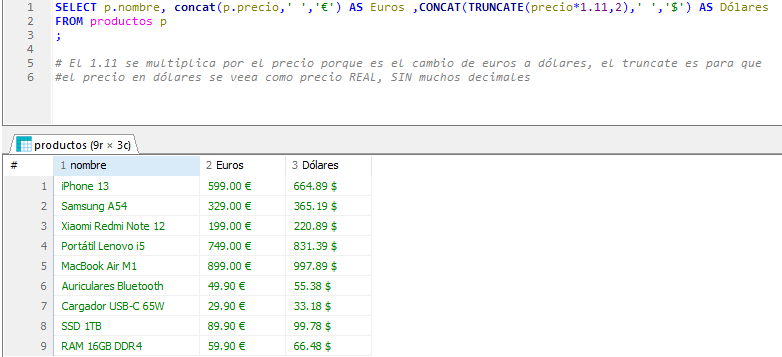 1 SELECT p.nombre, concat(p.precio,' ','€') AS Euros ,CONCAT(TRUNCATE(precio*1.11,2),' ','$') AS Dólares
2 FROM productos p
3 ;
4
5 # El 1.11 se multiplica por el precio porque es el cambio de euros a dólares, el truncate es para que
6 #el precio en dólares se veea como precio REAL, SIN muchos decimales
productos (9r × 3c)
# 1 nombre 2 Euros 3 Dólares
1 iPhone 13 599.00 € 664.89 $
2 Samsung A54 329.00 € 365.19 $
3 Xiaomi Redmi Note 12 199.00 € 220.89 $
4 Portátil Lenovo i5 749.00 € 831.39 $
5 MacBook Air M1 899.00 € 997.89 $
6 Auriculares Bluetooth 49.90 € 55.38 $
7 Cargador USB-C 65W 29.90 € 33.18 $
8 SSD 1TB 89.90 € 99.78 $
9 RAM 16GB DDR4 59.90 € 66.48 $